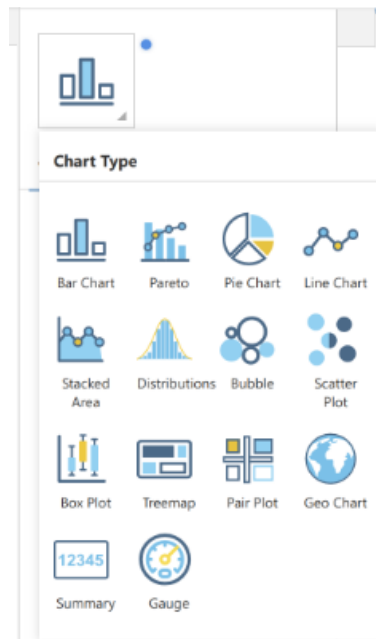 Chart Type
Bar Chart
Pareto
Pie Chart
Line Chart
Stacked
Area
Distributions
Bubble
Scatter
Plot
Box Plot
Treemap
Pair Plot
Geo Chart
12345
Summary
Gauge